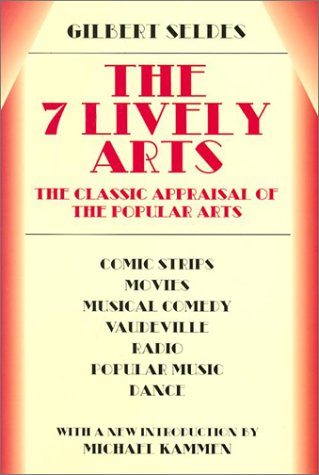 GILBERT SELDES
THE
7 LIVELY
ARTS
THE CLASSIC APPRAISAL OF
THE POPULAR ARTS
COMIC STRIPS
MOVIES
MUSICAL COMEDY
VAUDEVILLE
RADIO
POPULAR MUSIC
DANCE
WITH A NEW INTRODUCTION BY
MICHAEL KAMMEN